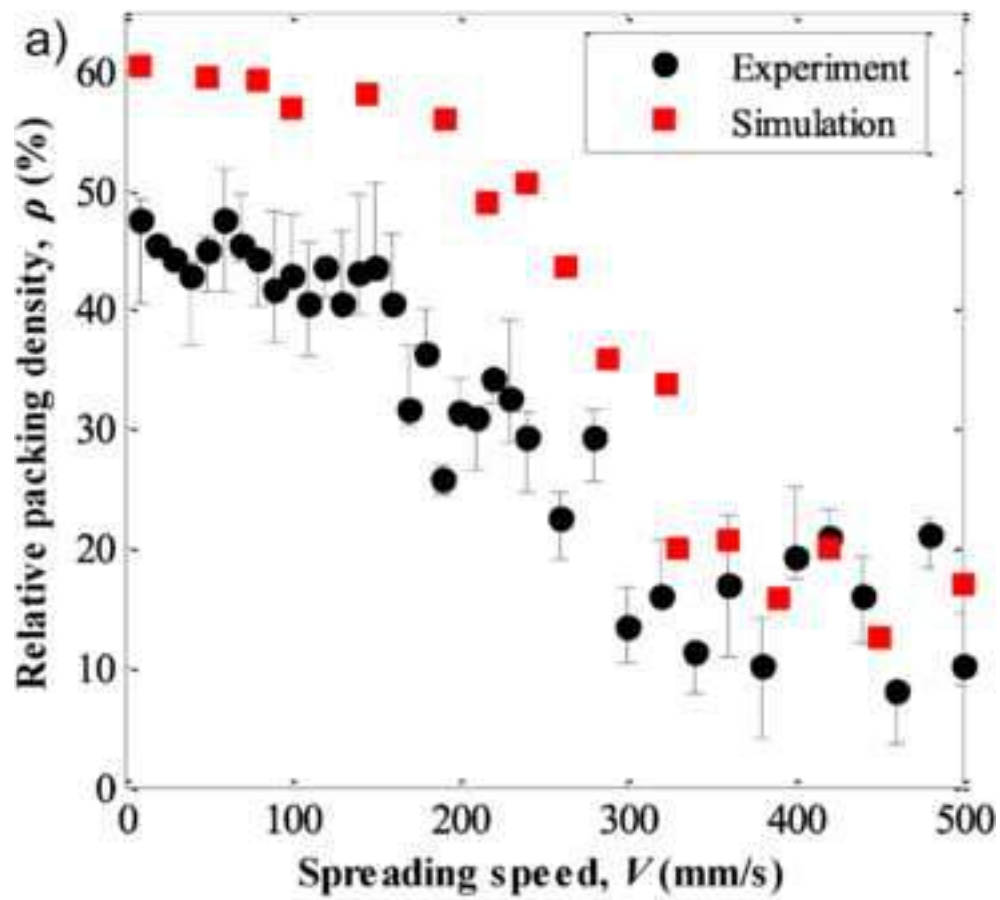 a)
Experiment
Simulation
Relative packing density, ρ (%)
60
50
40
30
20
10
0
0 100 200 300 400 500
Spreading speed, V (mm/s)